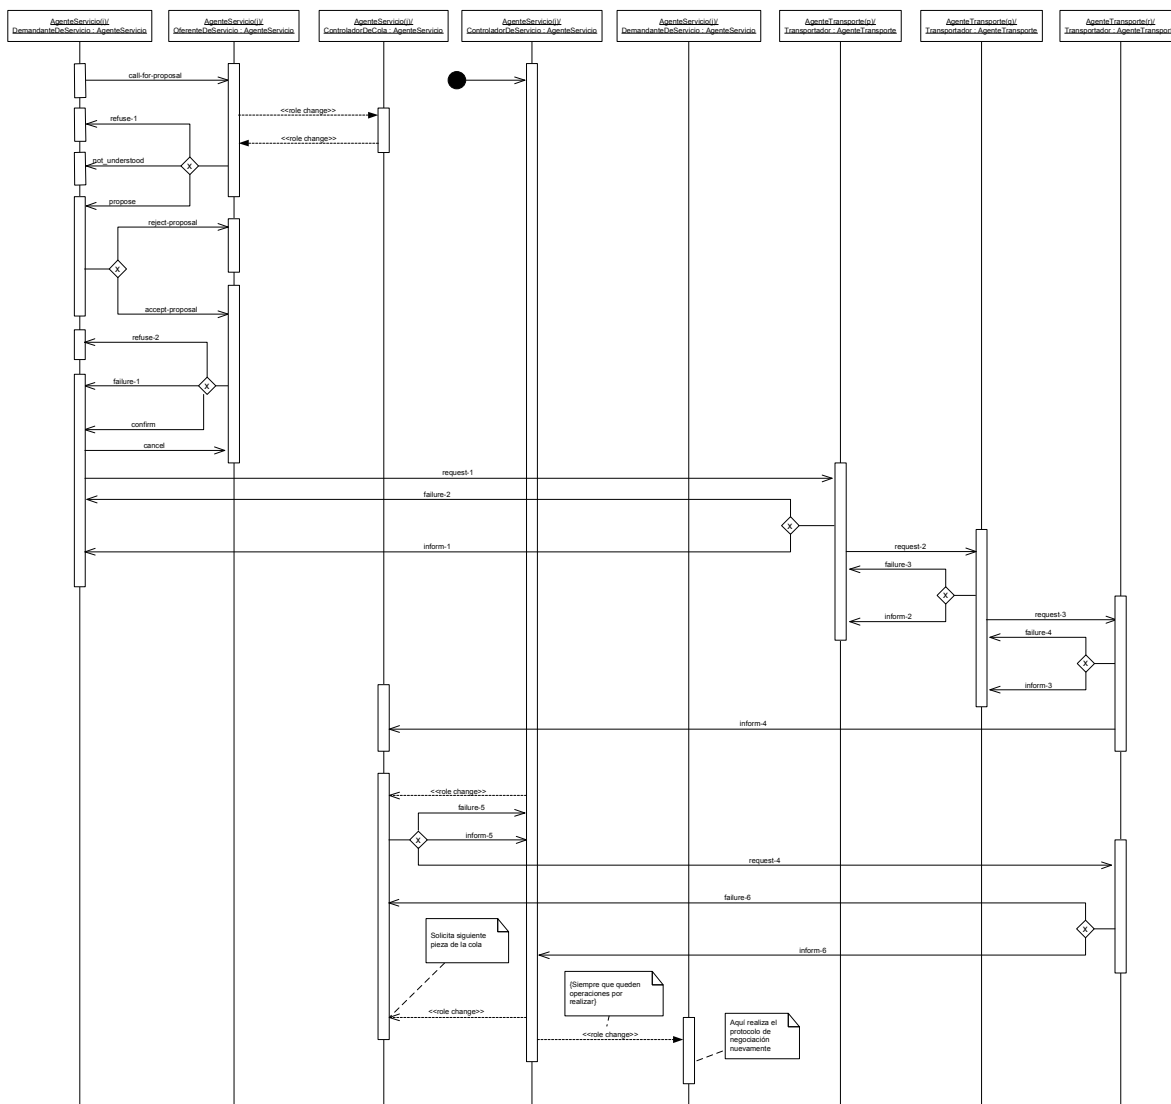 AgenteServicio(i)/
DemandanteDeServicio : AgenteServicio
AgenteServicio(j)/
OferenteDeServicio : AgenteServicio
AgenteServicio(j)/
ControladorDeCola : AgenteServicio
AgenteServicio(j)/
ControladorDeServicio : AgenteServicio
AgenteServicio(j)/
DemandanteDeServicio : AgenteServicio
AgenteTransporte(p)/
Transportador : AgenteTransporte
AgenteTransporte(q)/
Transportador : AgenteTransporte
AgenteTransporte(r)/
Transportador : AgenteTransporte
call-for-proposal
<<role change>>
refuse-1
<<role change>>
not_understood
x
propose
reject-proposal
x
accept-proposal
refuse-2
failure-1
x
confirm
cancel
request-1
failure-2
x
inform-1
request-2
failure-3
x
inform-2
request-3
failure-4
x
inform-3
inform-4
<<role change>>
failure-5
x
inform-5
request-4
failure-6
x
Solicita siguiente
pieza de la cola
inform-6
{Siempre que queden
operaciones por
realizar}
<<role change>>
<<role change>>
Aquí realiza el
protocolo de
negociación
nuevamente